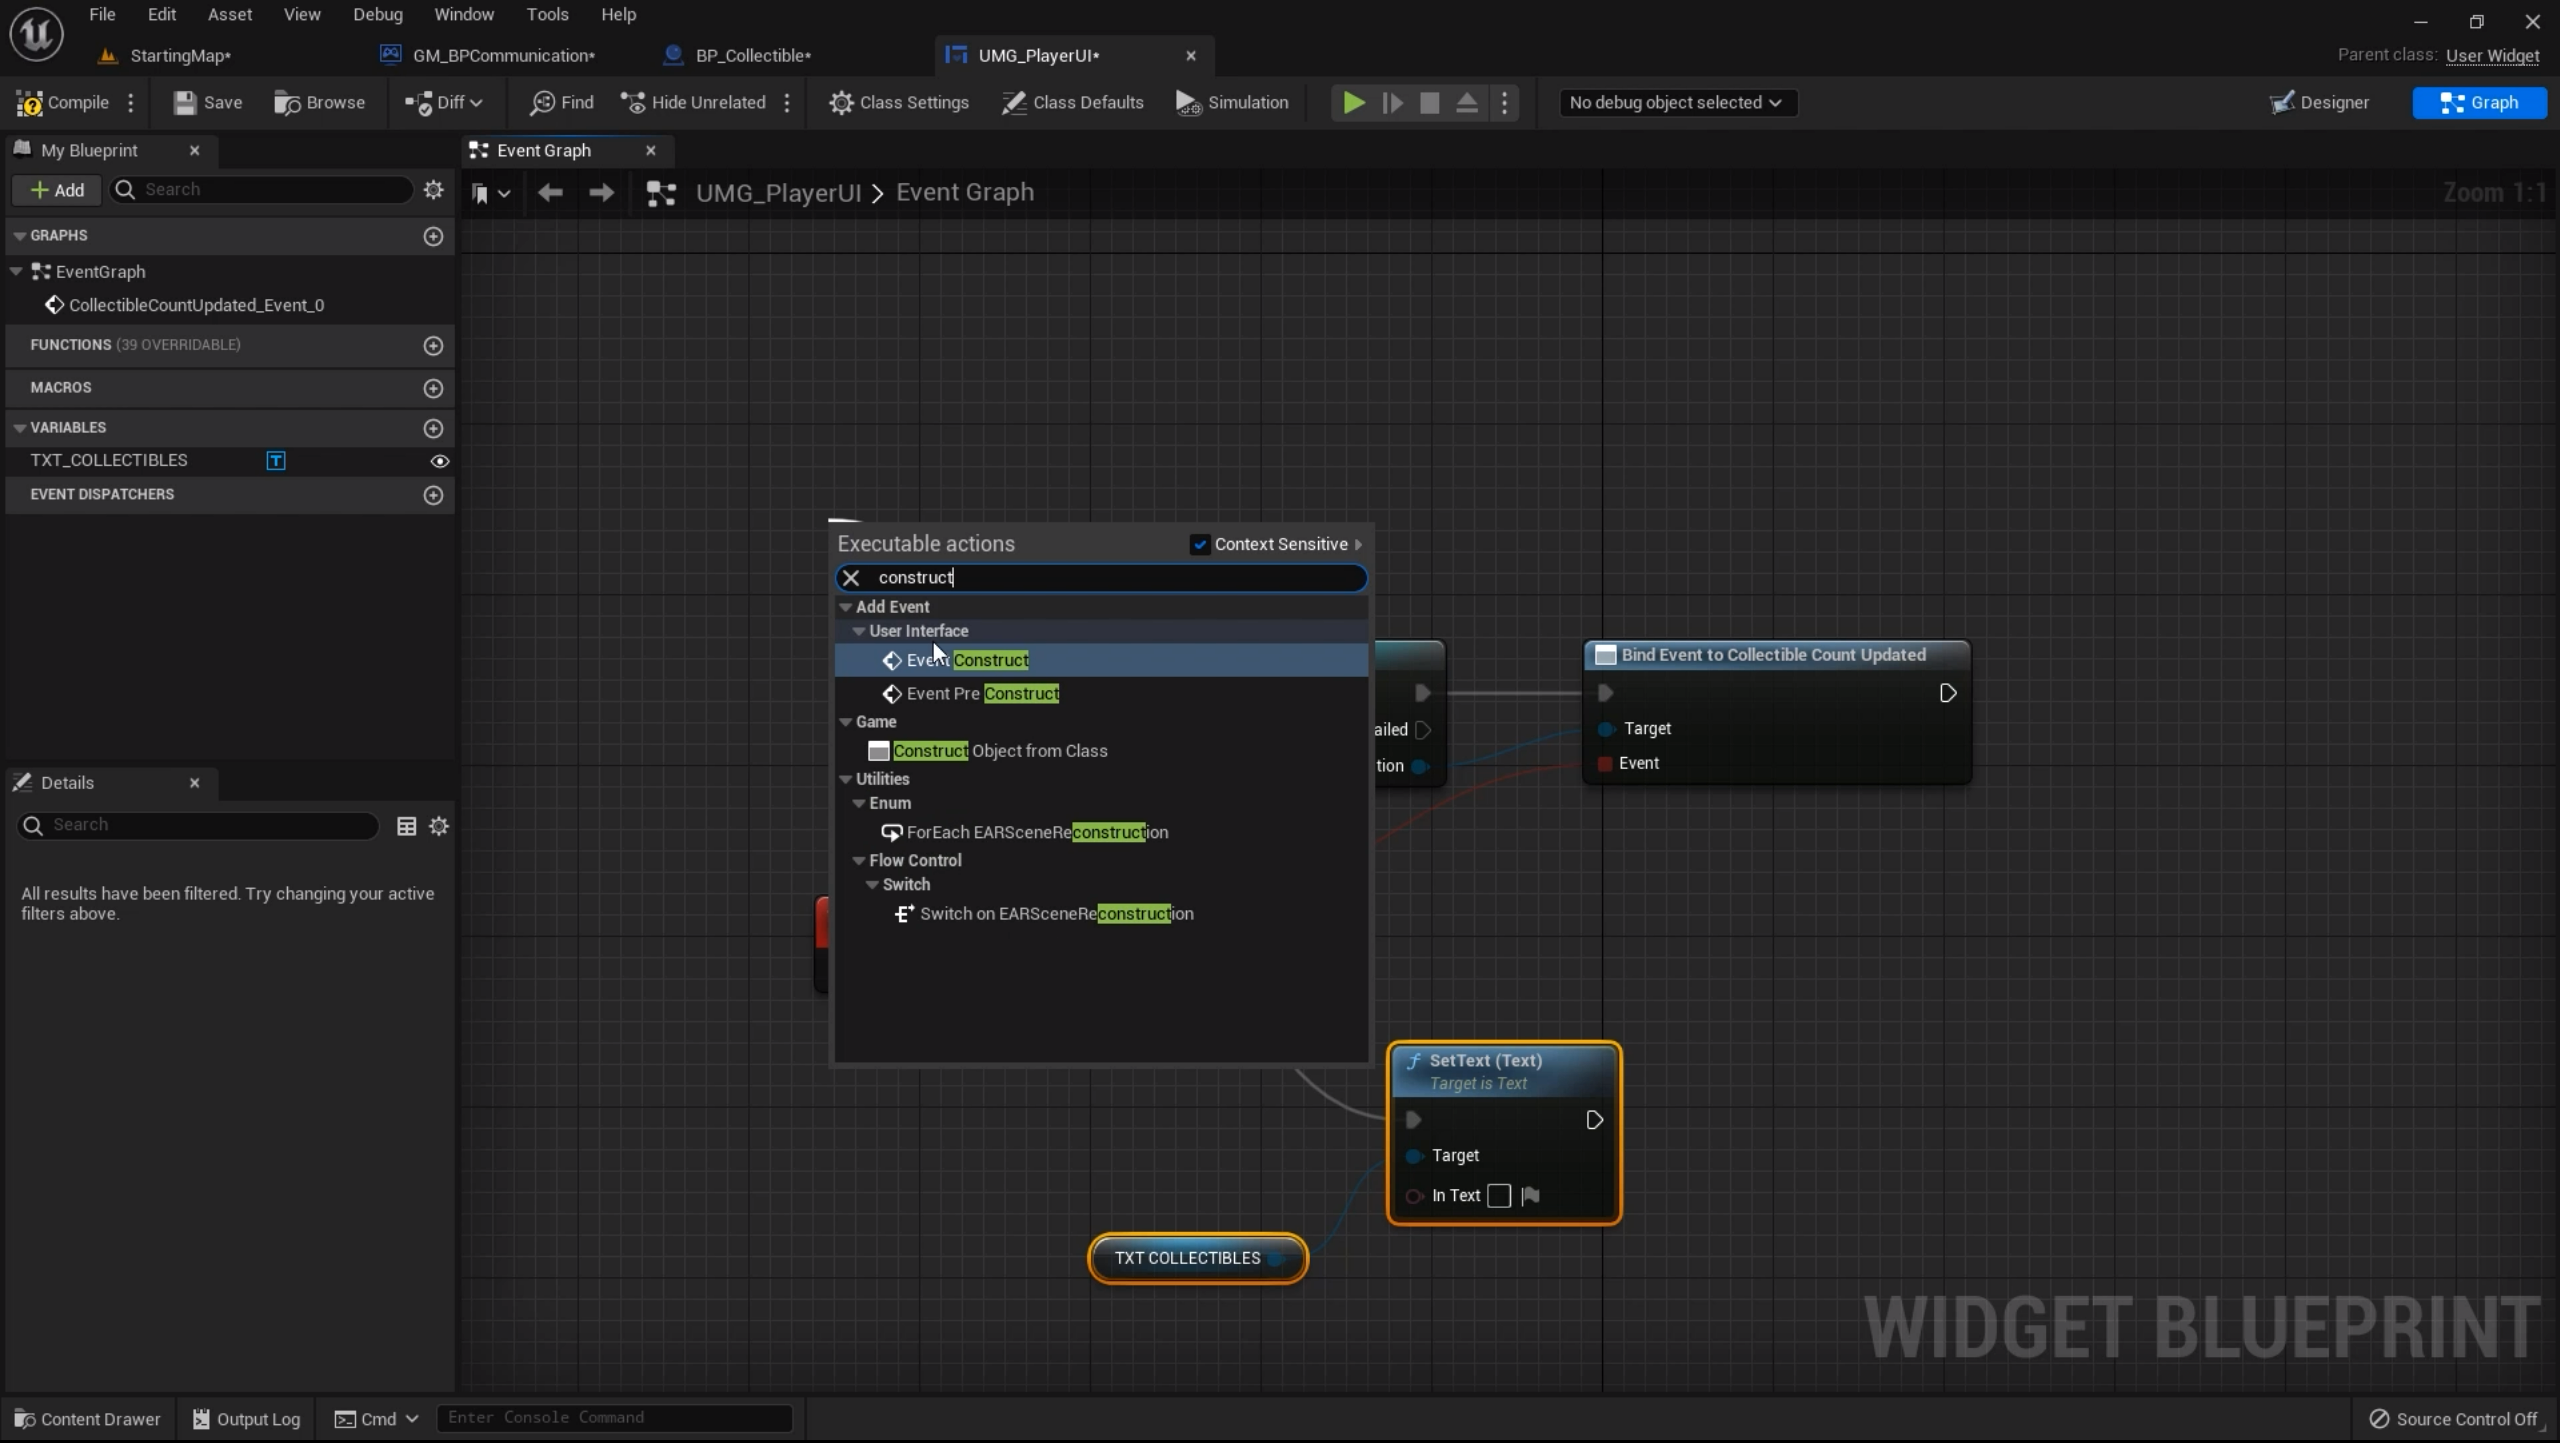 File Edit Asset View Debug Window Tools Help
StartingMap* GM_BPCommunication* BP_Collectible* UMG_PlayerUI* Parent class: User Widget
Compile Save Browse Diff Find Hide Unrelated Class Settings Class Defaults Simulation No debug object selected Designer Graph
My Blueprint Event Graph
Add Search UMG_PlayerUI > Event Graph Zoom 1:1
GRAPHS
EventGraph
CollectibleCountUpdated_Event_0
FUNCTIONS (39 OVERRIDABLE)
MACROS
VARIABLES
TXT_COLLECTIBLES
EVENT DISPATCHERS
Executable actions Context Sensitive
construct
Add Event
User Interface
Event Construct
Event Pre Construct
Game
Construct Object from Class
Utilities
Enum
ForEach EARSceneReconstruction
Flow Control
Switch
Switch on EARSceneReconstruction
ailed
tion
Bind Event to Collectible Count Updated
Target
Event
Details
Search
All results have been filtered. Try changing your active
filters above.
SetText (Text)
Target is Text
Target
In Text
TXT COLLECTIBLES
WIDGET BLUEPRINT
Content Drawer Output Log Cmd Enter Console Command Source Control Off